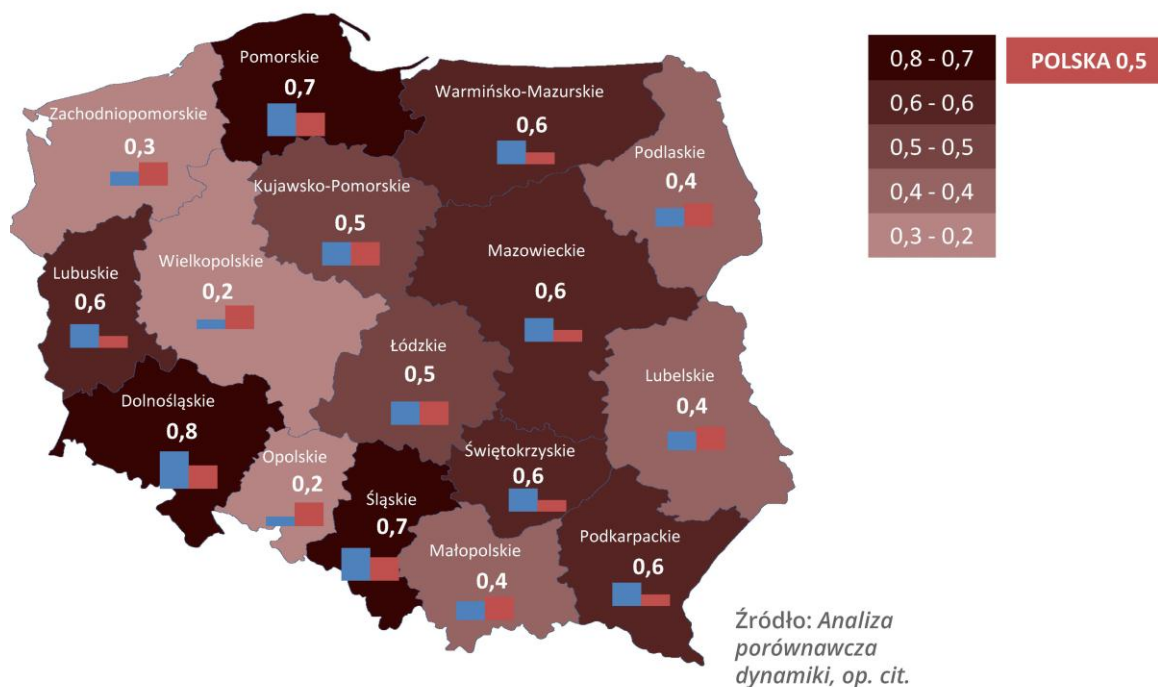 Pomorskie
0,7
Warmińsko-Mazurskie
0,6
Zachodniopomorskie
0,3
Podlaskie
0,4
Kujawsko-Pomorskie
0,5
Mazowieckie
0,6
Lubuskie
0,6
Wielkopolskie
0,2
Łódzkie
0,5
Lubelskie
0,4
Dolnośląskie
0,8
Opolskie
0,2
Śląskie
0,7
Świętokrzyskie
0,6
Małopolskie
0,4
Podkarpackie
0,6
0,8 - 0,7
0,6 - 0,6
0,5 - 0,5
0,4 - 0,4
0,3 - 0,2
POLSKA 0,5
Źródło: Analiza
porównawcza
dynamiki, op. cit.